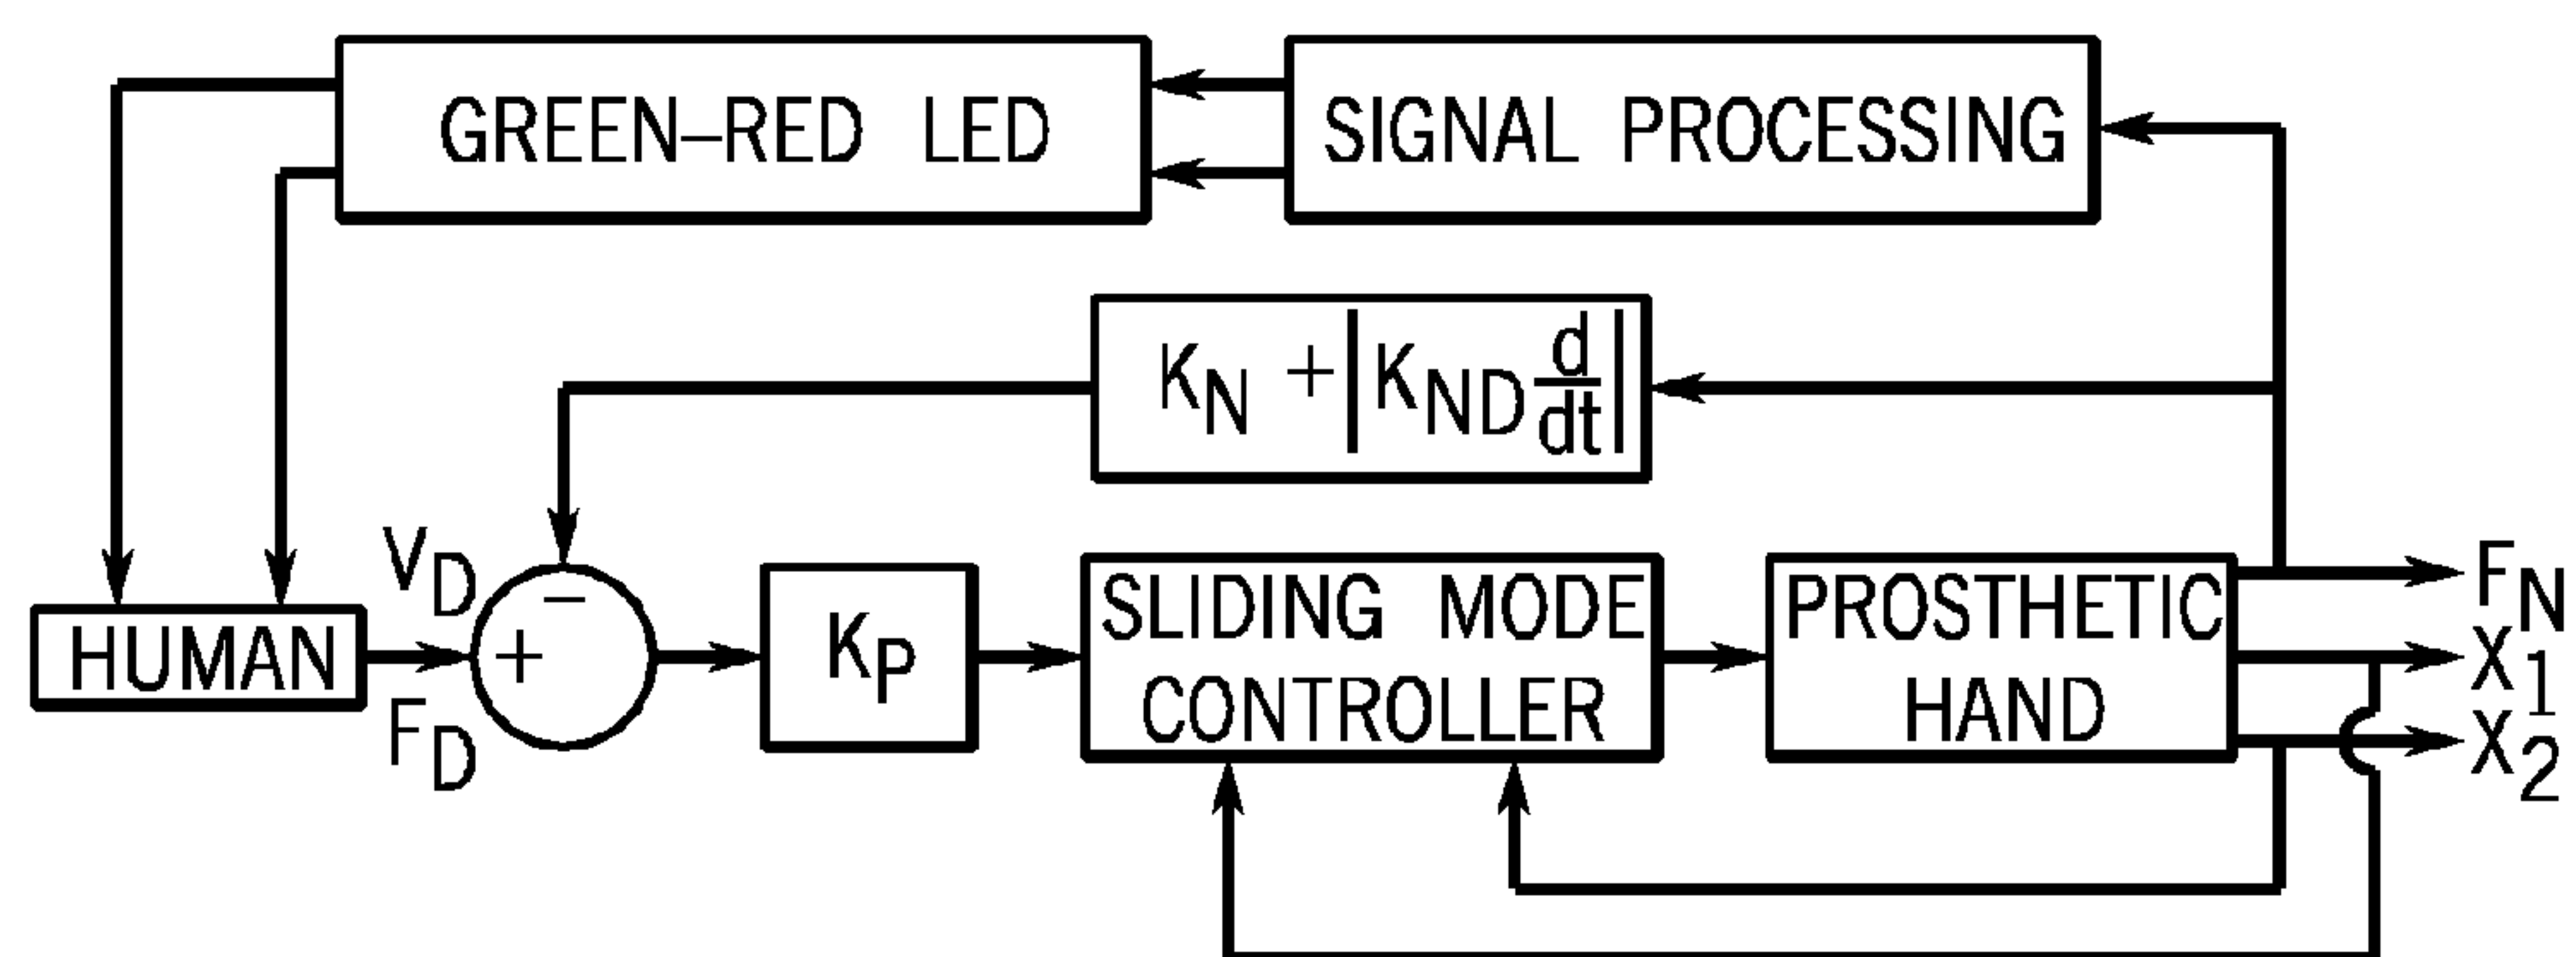 GREEN–RED LED
SIGNAL PROCESSING
K_N + |K_ND d/dt|
V_D
F_D
HUMAN
−
+
K_P
SLIDING MODE
CONTROLLER
PROSTHETIC
HAND
F_N
X_1
X_2